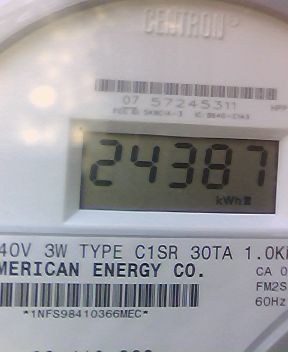 CENTRON®
07 57245311
24387
kWh
40V 3W TYPE C1SR 30TA 1.0K
MERICAN ENERGY CO.
CA 0
FM2S
60Hz
*1NFS98410366MEC*